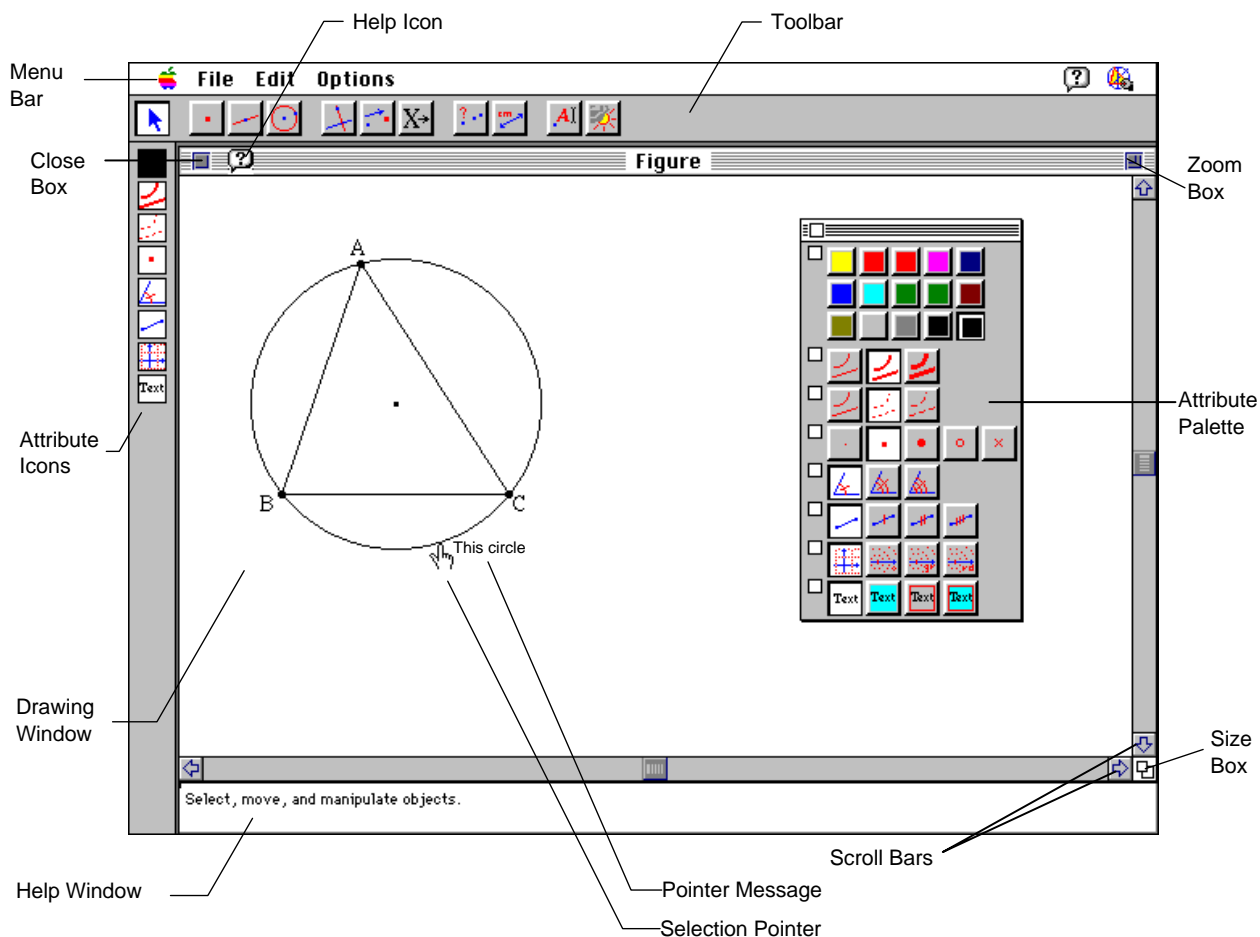 Help Icon
Toolbar
Menu
Bar
File Edit Options
?
X
?
cm
A
Close
Box
?
Figure
Zoom
Box
A
Text
Attribute
Icons
Attribute
Palette
B
C
This circle
Text Text Text Text
Drawing
Window
Size
Box
Select, move, and manipulate objects.
Scroll Bars
Help Window
Pointer Message
Selection Pointer